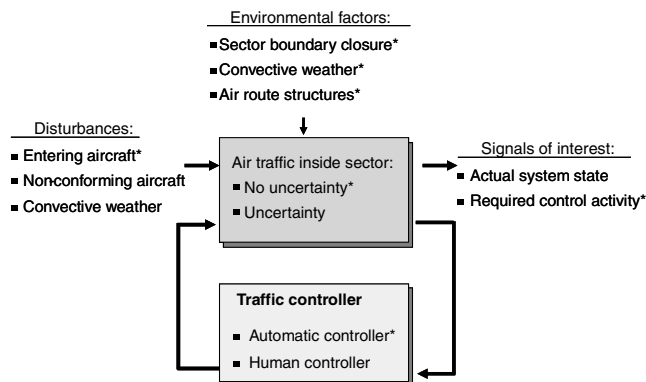 Environmental factors:
▪ Sector boundary closure*
▪ Convective weather*
▪ Air route structures*
Disturbances:
▪ Entering aircraft*
▪ Non-conforming aircraft
▪ Convective weather
Air traffic inside sector:
▪ No uncertainty*
▪ Uncertainty
Signals of interest:
▪ Actual system state
▪ Required control activity*
Traffic controller
▪ Automatic controller*
▪ Human controller